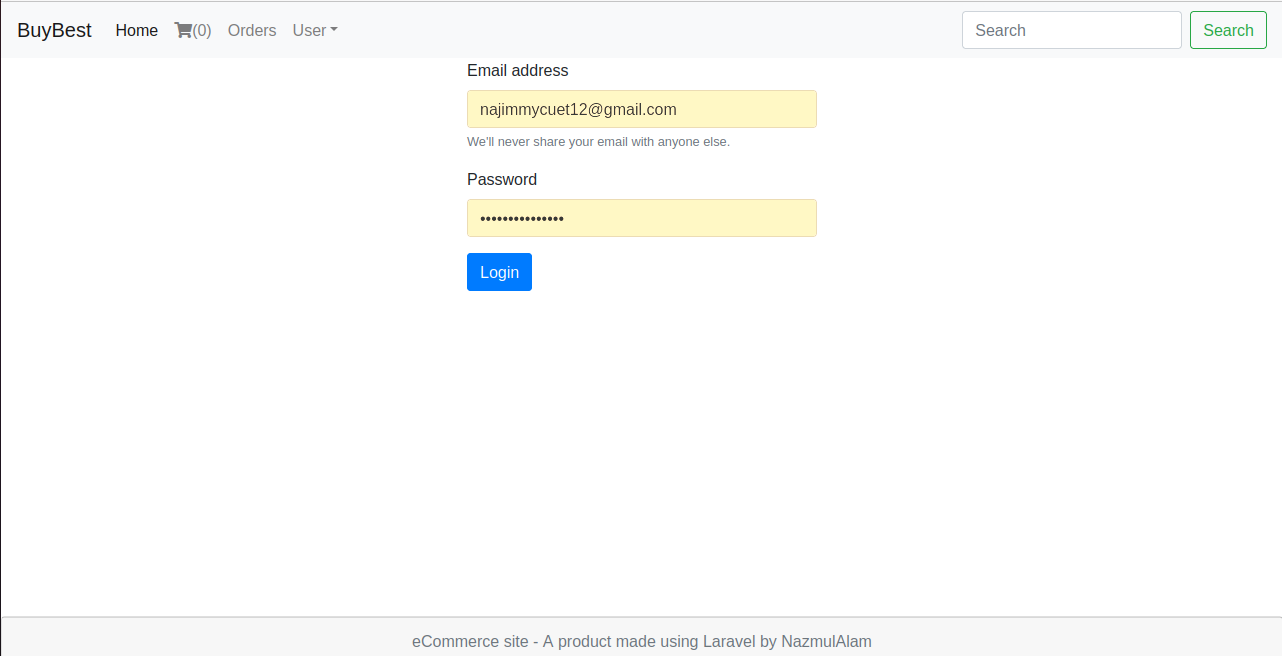 BuyBest Home (0) Orders User Search Search
Email address
najimmycuet12@gmail.com
We'll never share your email with anyone else.
Password
•••••••••••••••
Login
eCommerce site - A product made using Laravel by NazmulAlam